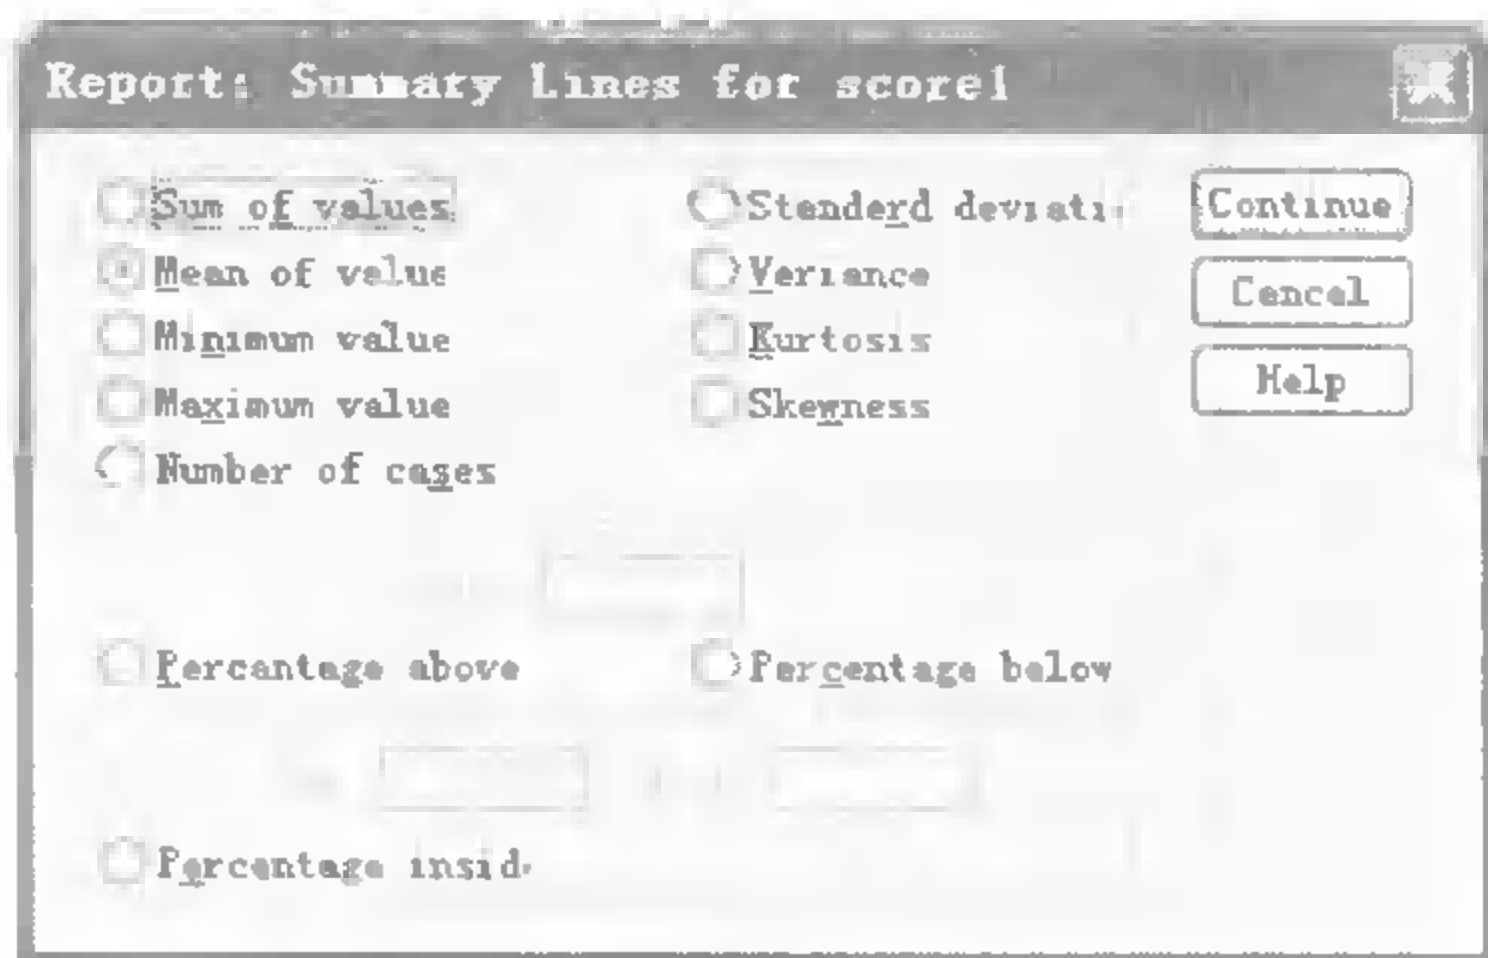 Report: Summary Lines for score1
Sum of values
Standard deviati
Continue
Mean of value
Variance
Cancel
Minimum value
Kurtosis
Help
Maximum value
Skewness
Number of cases
Percentage above
Percentage below
Percentage insid